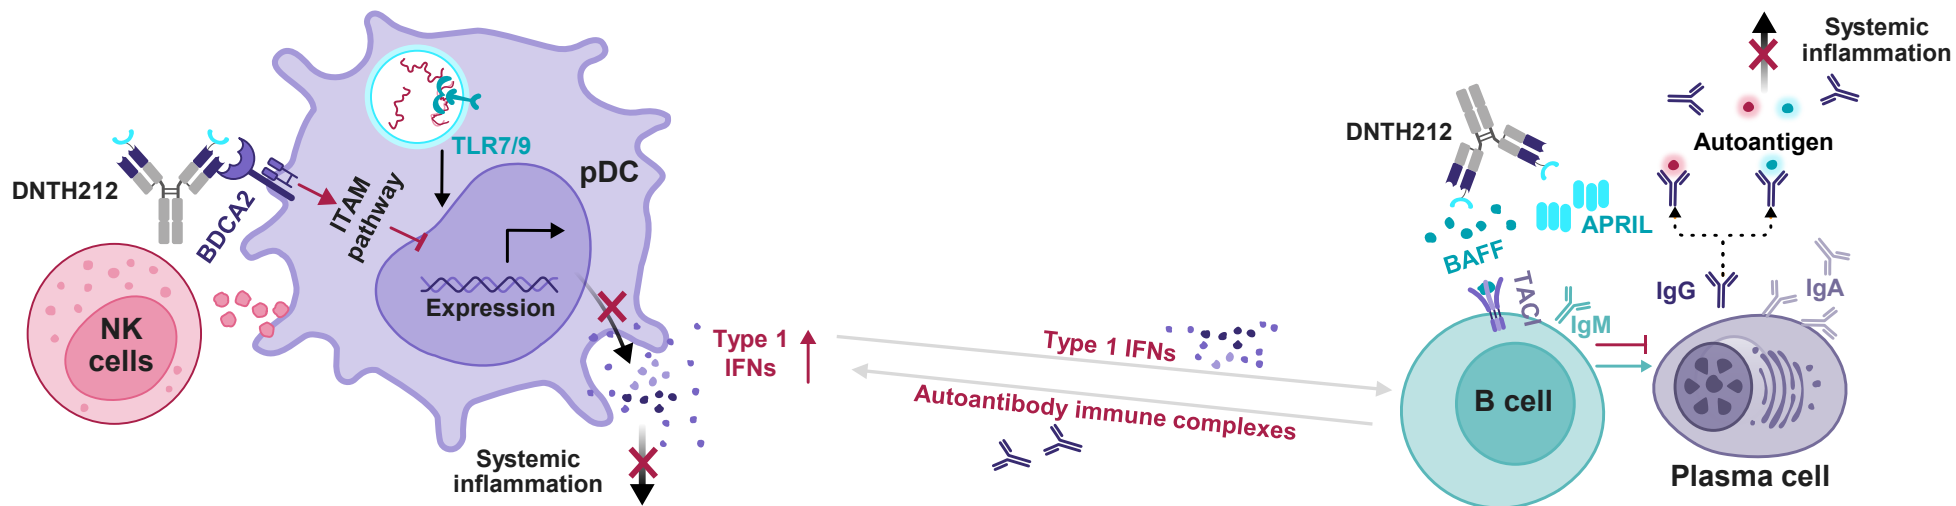 DNTH212
BDCA2
ITAM
pathway
TLR7/9
pDC
Expression
NK
cells
Type 1
IFNs
Systemic
inflammation
Type 1 IFNs
Autoantibody immune complexes
DNTH212
BAFF
APRIL
TACI
IgM
B cell
Systemic
inflammation
Autoantigen
IgG
IgA
Plasma cell